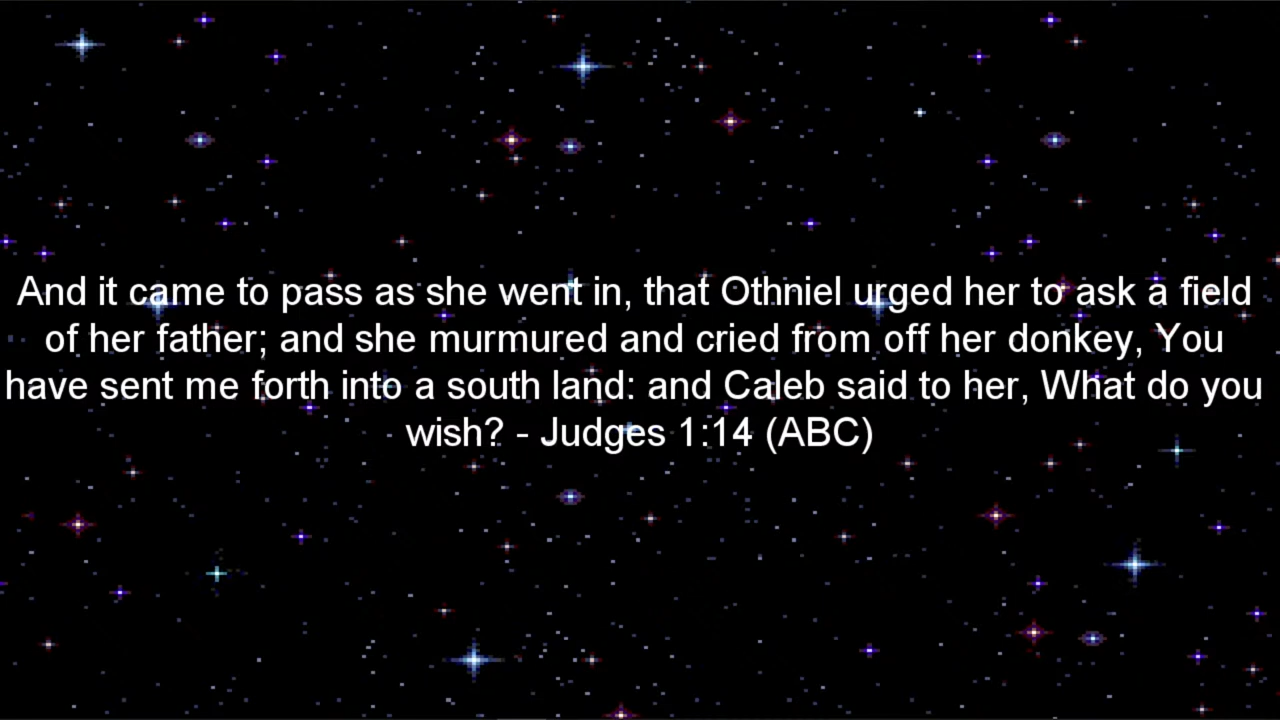 And it came to pass as she went in, that Othniel urged her to ask a field
of her father; and she murmured and cried from off her donkey, You
have sent me forth into a south land: and Caleb said to her, What do you
wish? - Judges 1:14 (ABC)